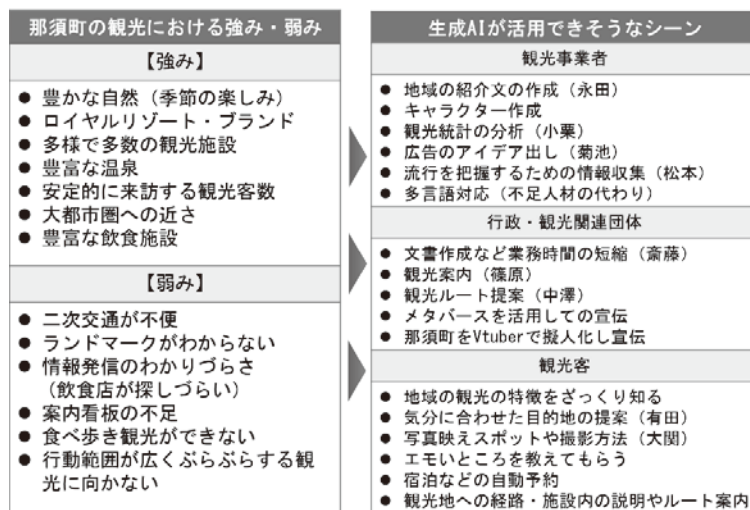 那須町の観光における強み・弱み
【強み】
● 豊かな自然（季節の楽しみ）
● ロイヤルリゾート・ブランド
● 多様で多数の観光施設
● 豊富な温泉
● 安定的に来訪する観光客数
● 大都市圏への近さ
● 豊富な飲食施設
【弱み】
● 二次交通が不便
● ランドマークがわからない
● 情報発信のわかりづらさ
（飲食店が探しづらい）
● 案内看板の不足
● 食べ歩き観光ができない
● 行動範囲が広くぶらぶらする観
光に向かない
生成AIが活用できそうなシーン
観光事業者
● 地域の紹介文の作成（永田）
● キャラクター作成
● 観光統計の分析（小栗）
● 広告のアイデア出し（菊池）
● 流行を把握するための情報収集（松本）
● 多言語対応（不足人材の代わり）
行政・観光関連団体
● 文書作成など業務時間の短縮（斎藤）
● 観光案内（篠原）
● 観光ルート提案（中澤）
● メタバースを活用しての宣伝
● 那須町をVtuberで擬人化し宣伝
観光客
● 地域の観光の特徴をざっくり知る
● 気分に合わせた目的地の提案（有田）
● 写真映えスポットや撮影方法（大関）
● エモいところを教えてもらう
● 宿泊などの自動予約
● 観光地への経路・施設内の説明やルート案内